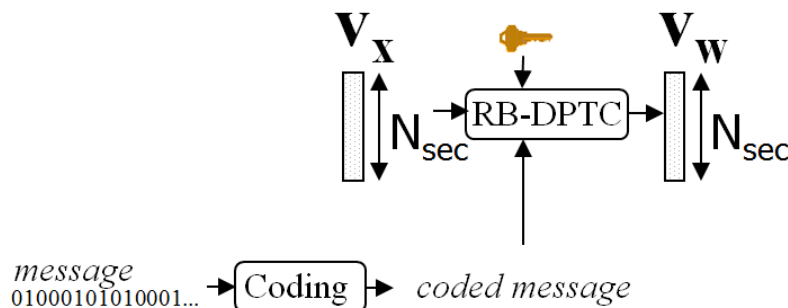 Vx Vw
Nsec RB-DPTC Nsec
message Coding coded message
01000101010001...